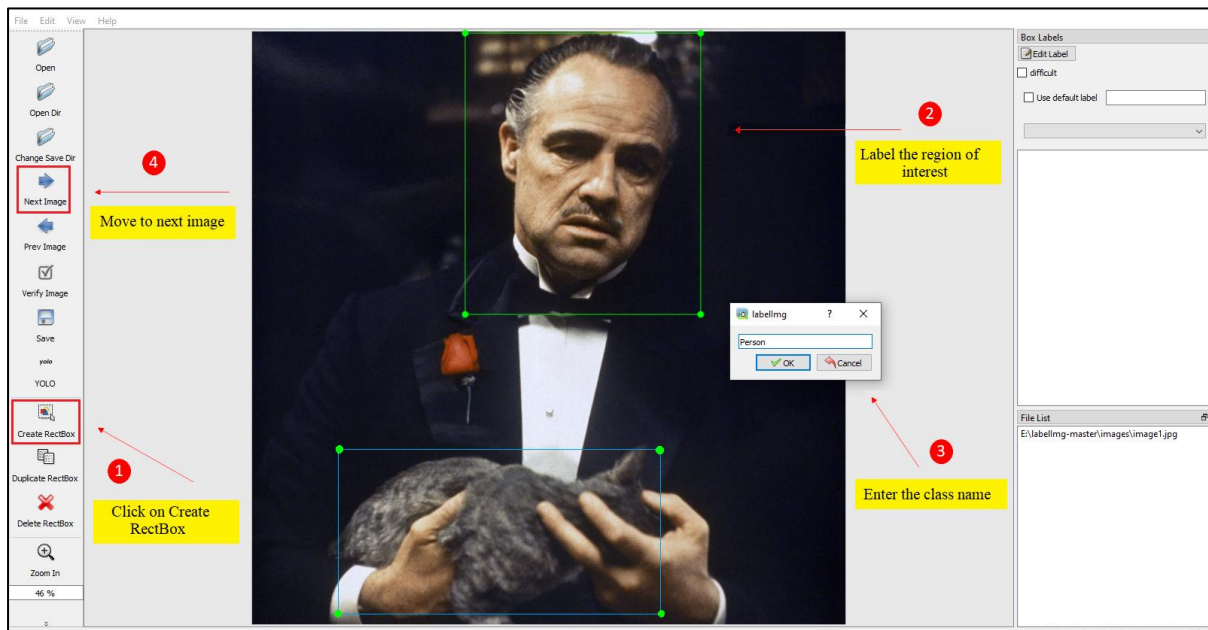 File Edit View Help
Open
Open Dir
Change Save Dir
Next Image
Prev Image
Verify Image
Save
yolo
YOLO
Create RectBox
Duplicate RectBox
Delete RectBox
Zoom In
46 %
4
Move to next image
1
Click on Create
RectBox
2
Label the region of
interest
labelImg ? X
Person
OK Cancel
3
Enter the class name
Box Labels
Edit Label
difficult
Use default label
File List
E:\labelImg-master\images\image1.jpg